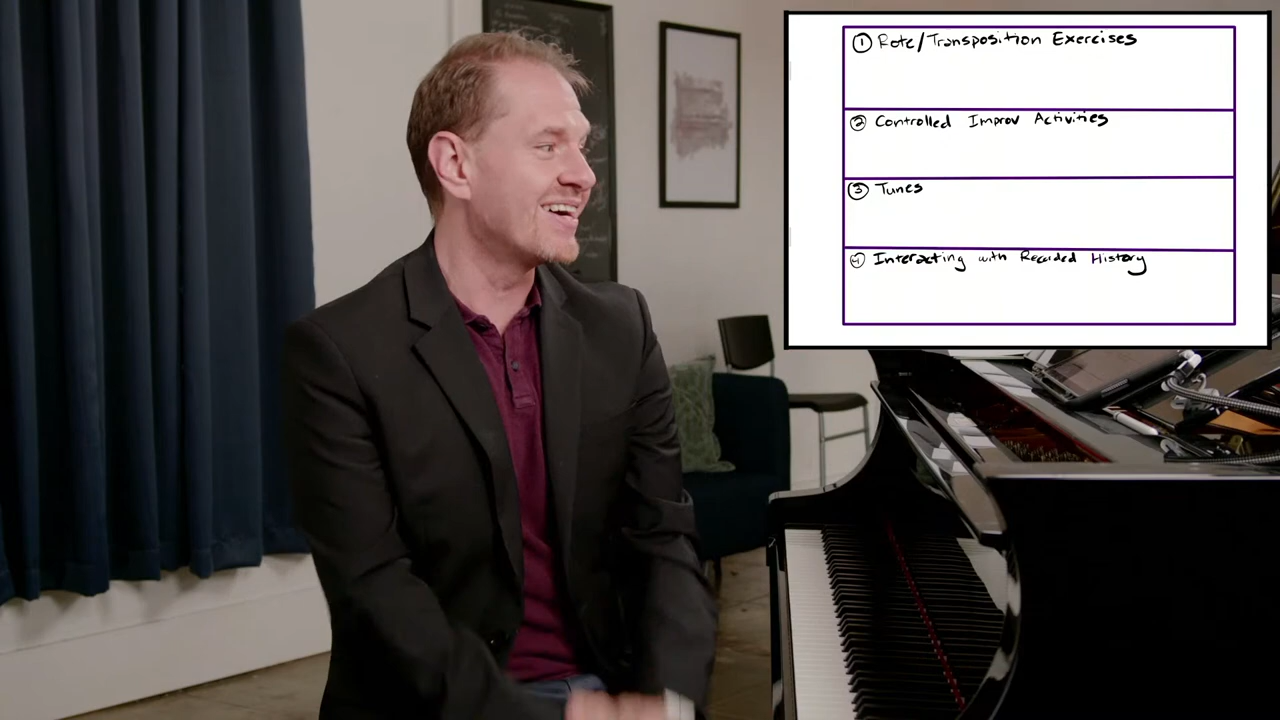 ① Rote/Transposition Exercises
② Controlled Improv Activities
③ Tunes
④ Interacting with Recorded History